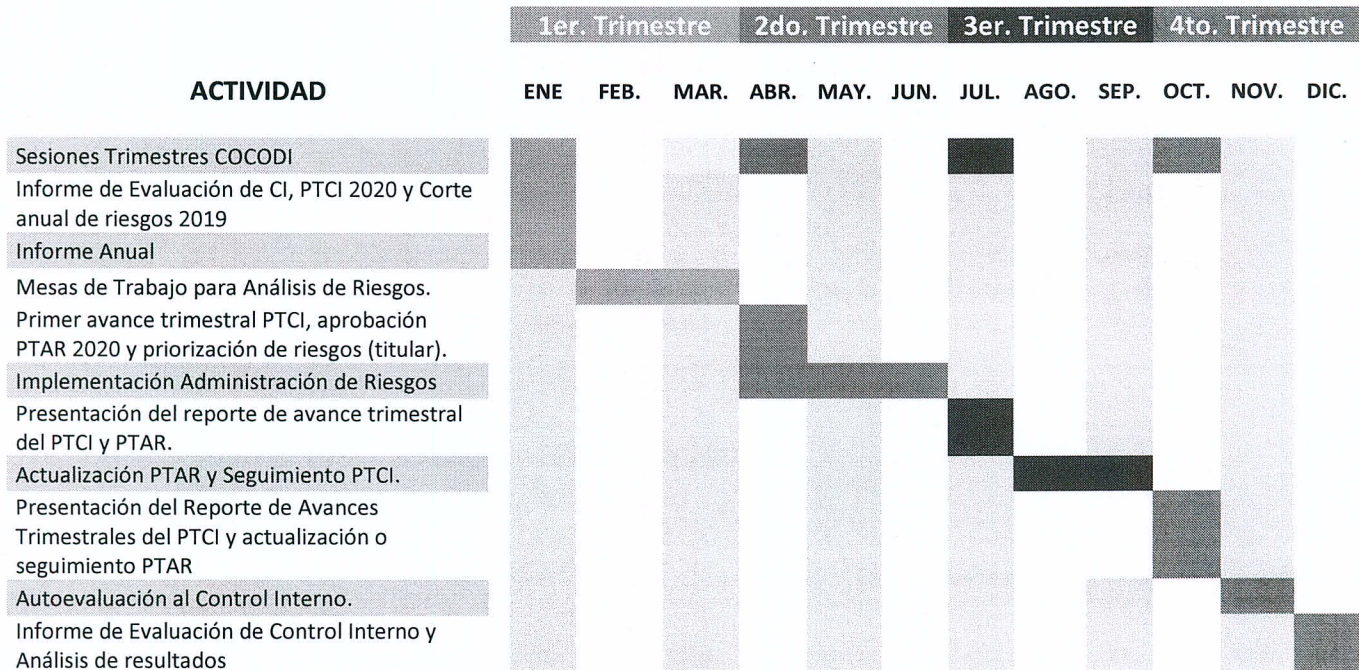 1er. Trimestre 2do. Trimestre 3er. Trimestre 4to. Trimestre
ACTIVIDAD ENE FEB. MAR. ABR. MAY. JUN. JUL. AGO. SEP. OCT. NOV. DIC.
Sesiones Trimestres COCODI
Informe de Evaluación de CI, PTCI 2020 y Corte
anual de riesgos 2019
Informe Anual
Mesas de Trabajo para Análisis de Riesgos.
Primer avance trimestral PTCI, aprobación
PTAR 2020 y priorización de riesgos (titular).
Implementación Administración de Riesgos
Presentación del reporte de avance trimestral
del PTCI y PTAR.
Actualización PTAR y Seguimiento PTCI.
Presentación del Reporte de Avances
Trimestrales del PTCI y actualización o
seguimiento PTAR
Autoevaluación al Control Interno.
Informe de Evaluación de Control Interno y
Análisis de resultados